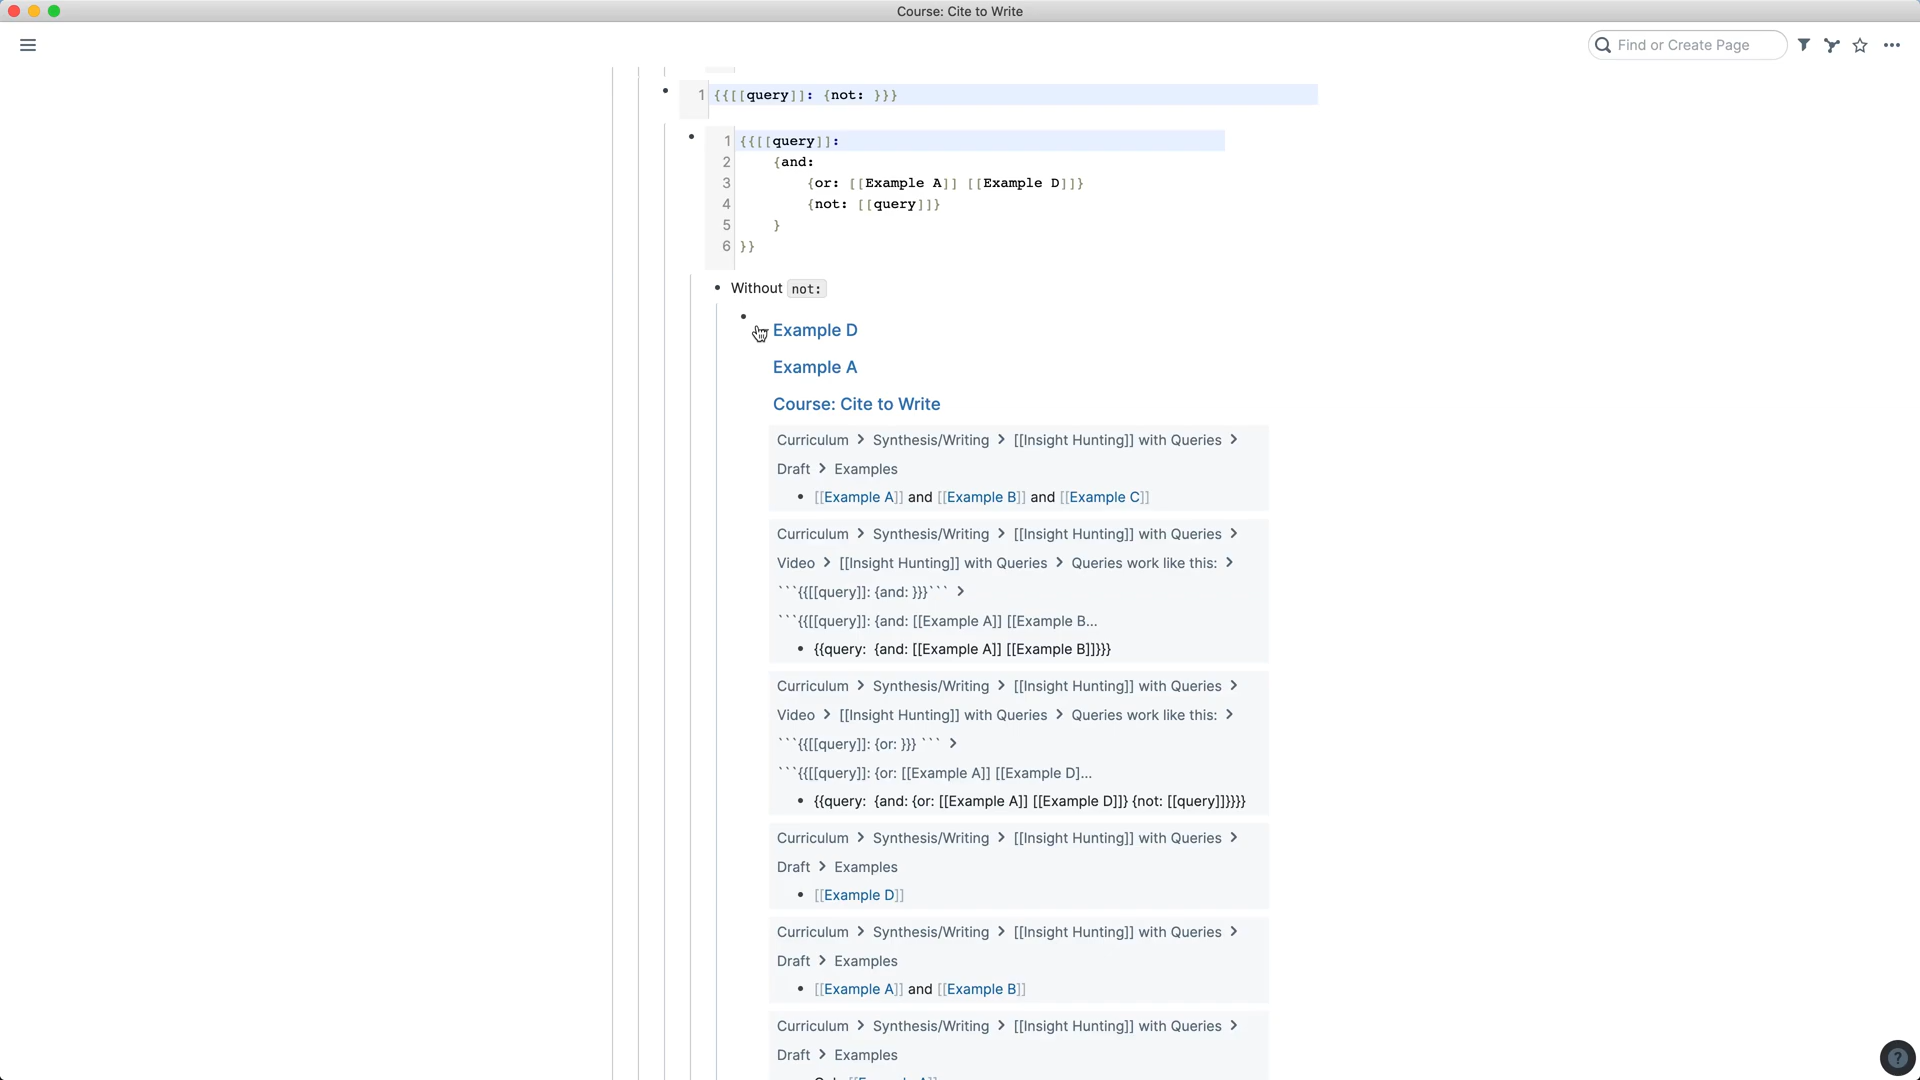 Course: Cite to Write
Find or Create Page
1 {{[[query]]: {not: }}}
1 {{[[query]]:
2 {and:
3 {or: [[Example A]] [[Example D]]}
4 {not: [[query]]}
5 }
6 }}
Without not:
Example D
Example A
Course: Cite to Write
Curriculum > Synthesis/Writing > [[Insight Hunting]] with Queries >
Draft > Examples
[[Example A]] and [[Example B]] and [[Example C]]
Curriculum > Synthesis/Writing > [[Insight Hunting]] with Queries >
Video > [[Insight Hunting]] with Queries > Queries work like this: >
```{{[[query]]: {and: }}}``` >
```{{[[query]]: {and: [[Example A]] [[Example B...
{{query: {and: [[Example A]] [[Example B]]}}}
Curriculum > Synthesis/Writing > [[Insight Hunting]] with Queries >
Video > [[Insight Hunting]] with Queries > Queries work like this: >
```{{[[query]]: {or: }}} ``` >
```{{[[query]]: {or: [[Example A]] [[Example D]...
{{query: {and: {or: [[Example A]] [[Example D]]} {not: [[query]]}}}}
Curriculum > Synthesis/Writing > [[Insight Hunting]] with Queries >
Draft > Examples
[[Example D]]
Curriculum > Synthesis/Writing > [[Insight Hunting]] with Queries >
Draft > Examples
[[Example A]] and [[Example B]]
Curriculum > Synthesis/Writing > [[Insight Hunting]] with Queries >
Draft > Examples
?